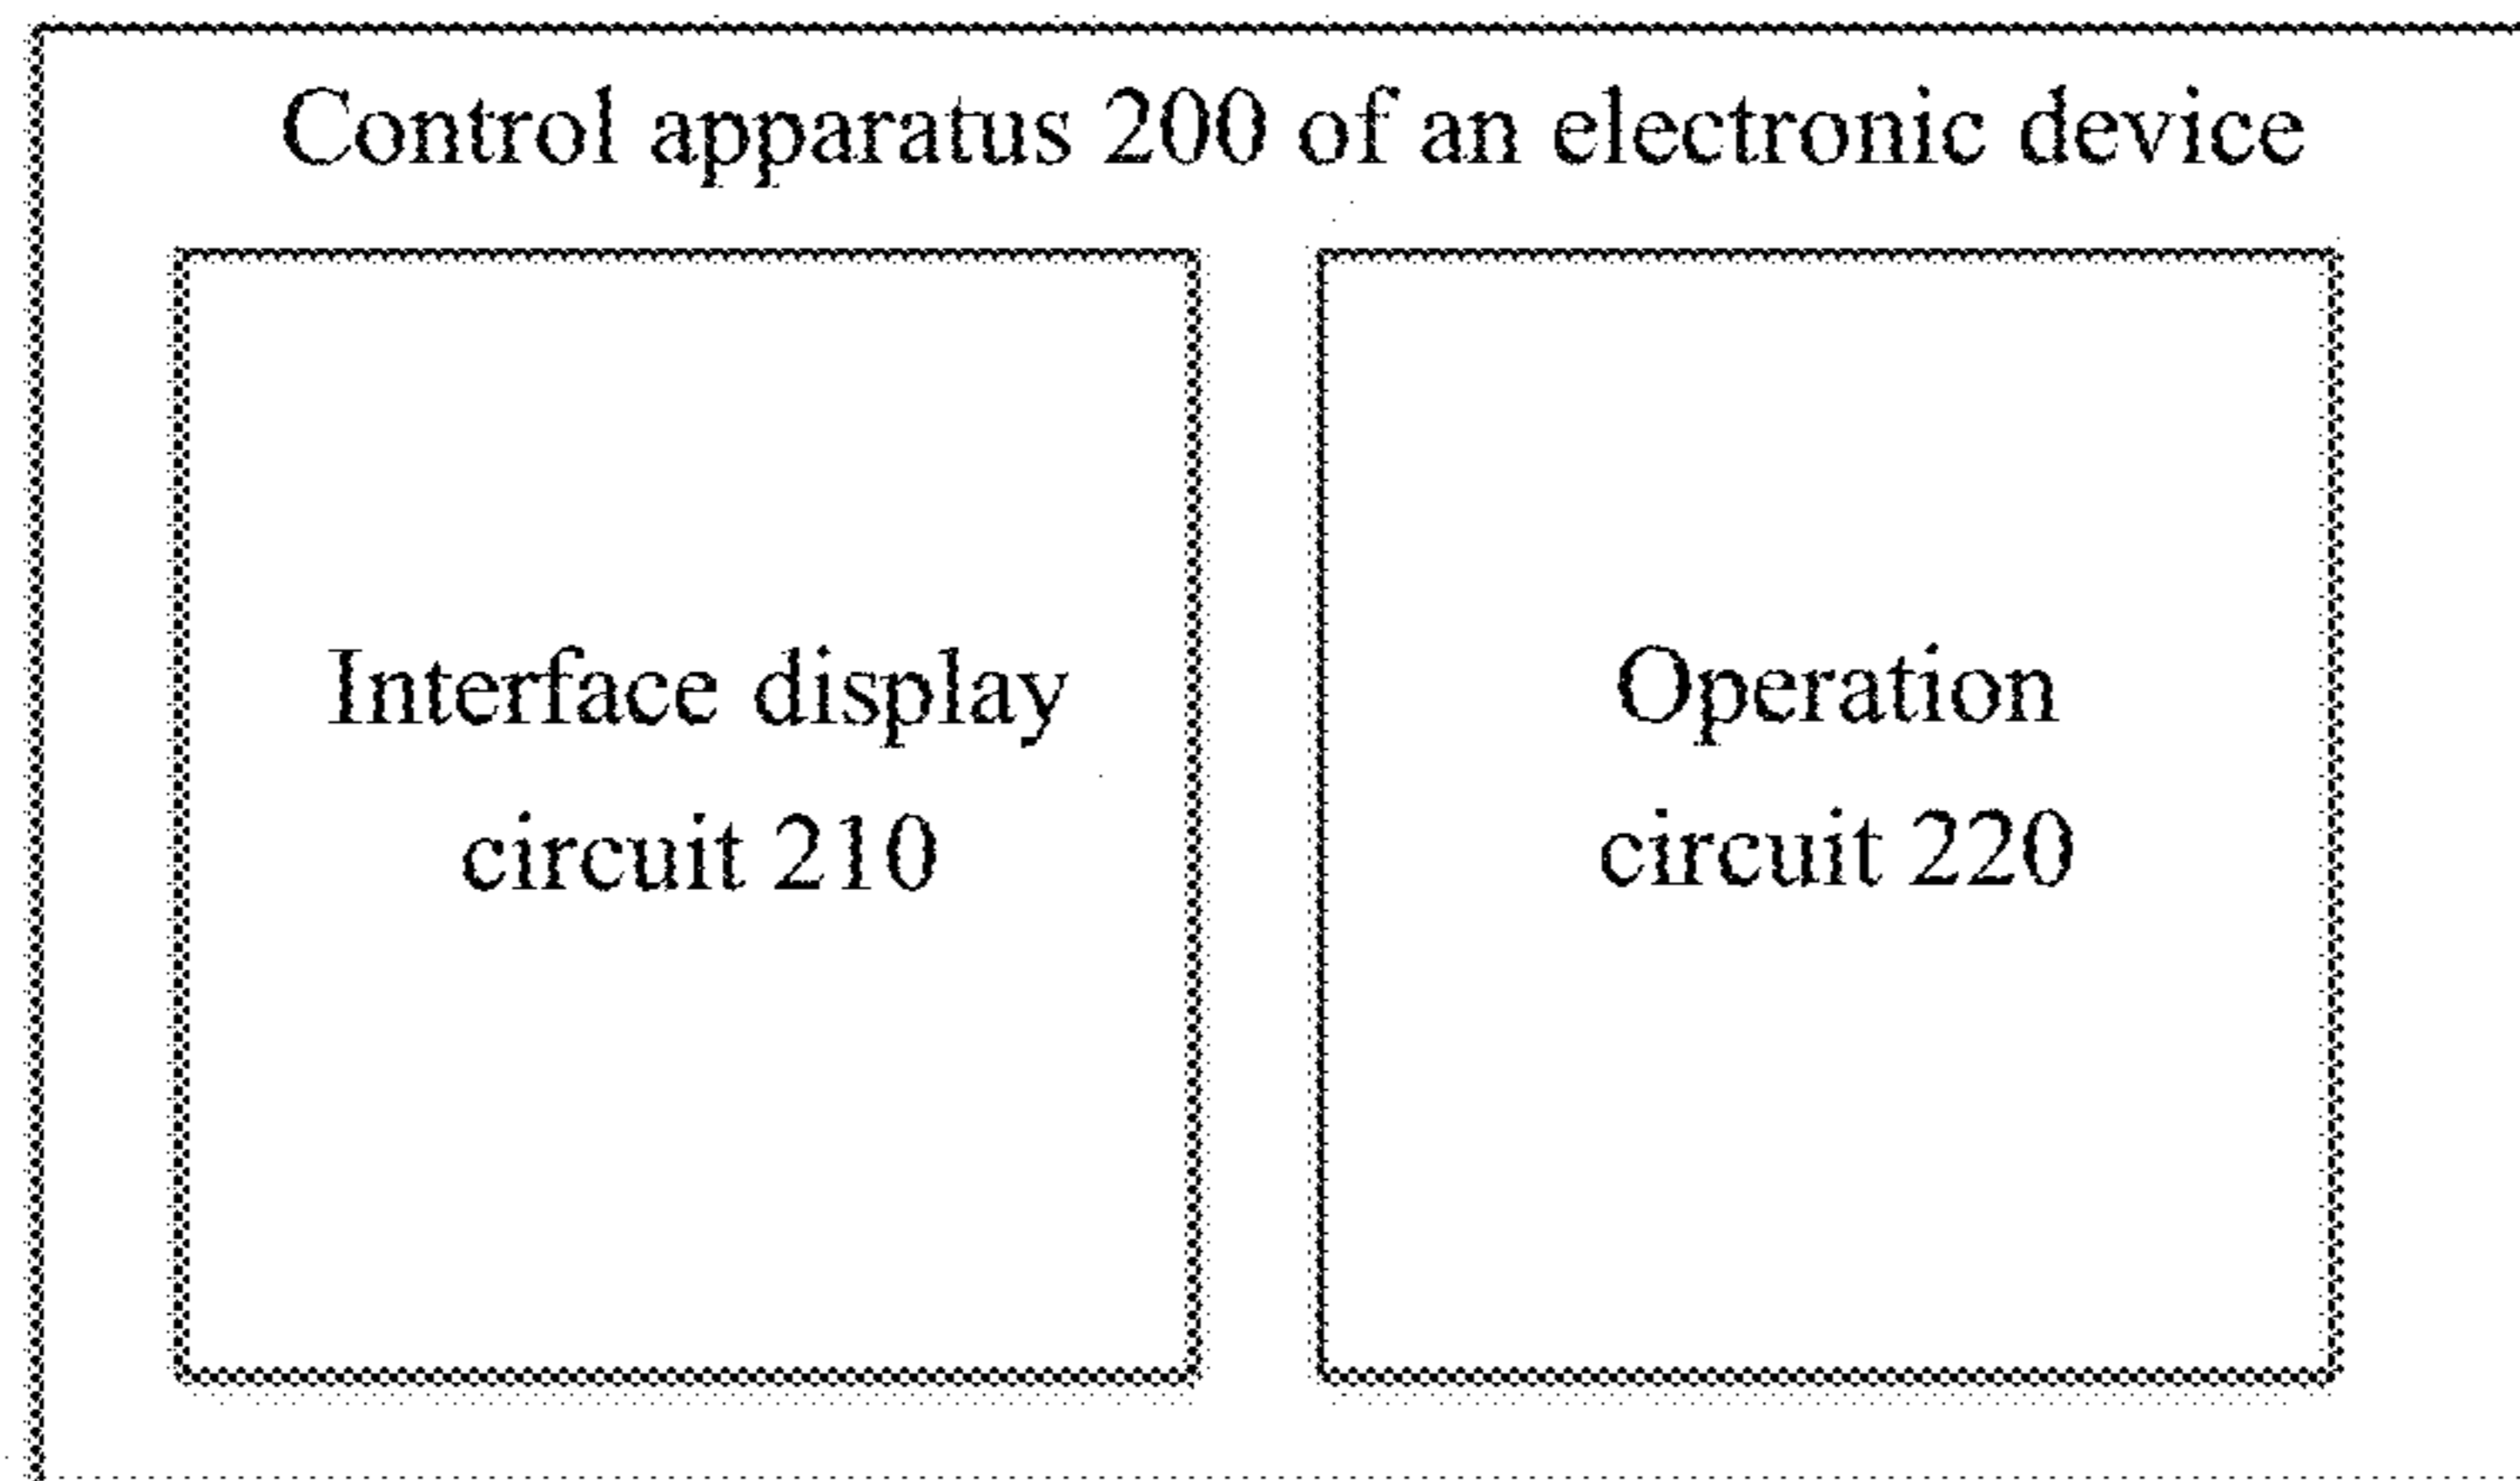 Control apparatus 200 of an electronic device
Interface display
circuit 210
Operation
circuit 220